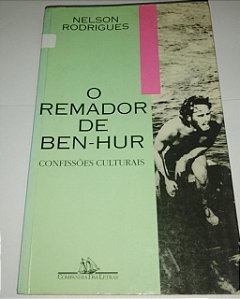 NELSON
RODRIGUES
O
REMADOR
DE
BEN-HUR
CONFISSÕES CULTURAIS
COMPANHIA DAS LETRAS